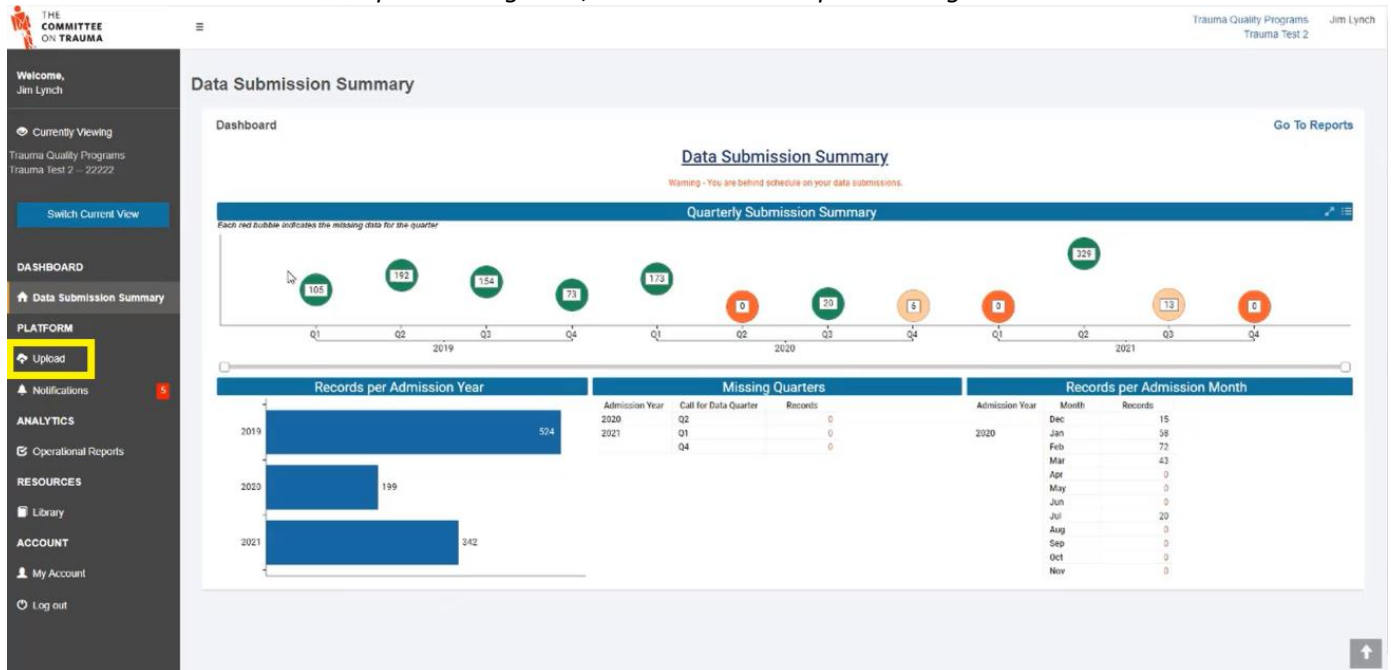 THE
COMMITTEE
ON TRAUMA
Trauma Quality Programs
Trauma Test 2
Jim Lynch
Welcome,
Jim Lynch
Currently Viewing
Trauma Quality Programs
Trauma Test 2 -- 22222
Switch Current View
DASHBOARD
Data Submission Summary
PLATFORM
Upload
Notifications 5
ANALYTICS
Operational Reports
RESOURCES
Library
ACCOUNT
My Account
Log out
Data Submission Summary
Dashboard
Go To Reports
Data Submission Summary
Warning - You are behind schedule on your data submissions.
Quarterly Submission Summary
Each red bubble indicates the missing data for the quarter
105 192 154 73 173 0 20 6 0 329 13 0
Q1 Q2 Q3 Q4 Q1 Q2 Q3 Q4 Q1 Q2 Q3 Q4
2019 2020 2021
Records per Admission Year
2019 524
2020 199
2021 342
Missing Quarters
Admission Year Call for Data Quarter Records
2020 Q2 0
2021 Q1 0
Q4 0
Records per Admission Month
Admission Year Month Records
Dec 15
2020 Jan 58
Feb 72
Mar 43
Apr 0
May 0
Jun 0
Jul 20
Aug 0
Sep 0
Oct 0
Nov 0